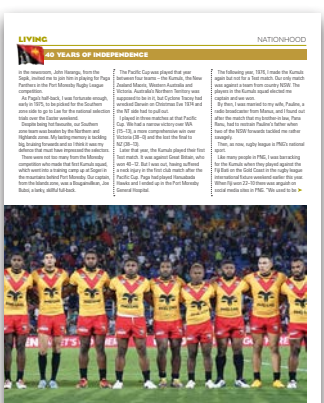 LIVING
NATIONHOOD
40 YEARS OF INDEPENDENCE
in the newsroom, John Harangu, from the
Sepik, invited me to join him in playing for Paga
Panthers in the Port Moresby Rugby League
competition.
As Paga's full-back, I was fortunate enough,
early in 1975, to be picked for the Southern
zone side to go to Lae for the national selection
trials over the Easter weekend.
Despite being hot favourite, our Southern
zone team was beaten by the Northern and
Highlands zones. My lasting memory is tackling
big, bruising forwards and so I think it was my
defence that must have impressed the selectors.
There were not too many from the Moresby
competition who made that first Kumuls squad,
which went into a training camp up at Sogeri in
the mountains behind Port Moresby. Our captain,
from the Islands zone, was a Bougainvillean, Joe
Buboi, a lanky, skilful full-back.
The Pacific Cup was played that year
between four teams – the Kumuls, the New
Zealand Maoris, Western Australia and
Victoria. Australia's Northern Territory was
supposed to be in it, but Cyclone Tracey had
wrecked Darwin on Christmas Eve 1974 and
the NT side had to pull out.
I played in three matches at that Pacific
Cup. We had a narrow victory over WA
(15–13), a more comprehensive win over
Victoria (38–0) and the lost the final to
NZ (38–13).
Later that year, the Kumuls played their first
Test match. It was against Great Britain, who
won 40–12. But I was out, having suffered
a neck injury in the first club match after the
Pacific Cup. Paga had played Hanuabada
Hawks and I ended up in the Port Moresby
General Hospital.
The following year, 1976, I made the Kumuls
again but not for a Test match. Our only match
was against a team from country NSW. The
players in the Kumuls squad elected me
captain and we won.
By then, I was married to my wife, Pauline, a
radio broadcaster from Manus, and I found out
after the match that my brother-in-law, Pana
Ranu, had to restrain Pauline's father when
two of the NSW forwards tackled me rather
savagely.
Then, as now, rugby league is PNG's national
sport.
Like many people in PNG, I was barracking
for the Kumuls when they played against the
Fiji Bati on the Gold Coast in the rugby league
international fixture weekend earlier this year.
When Fiji won 22–10 there was anguish on
social media sites in PNG. "We used to be